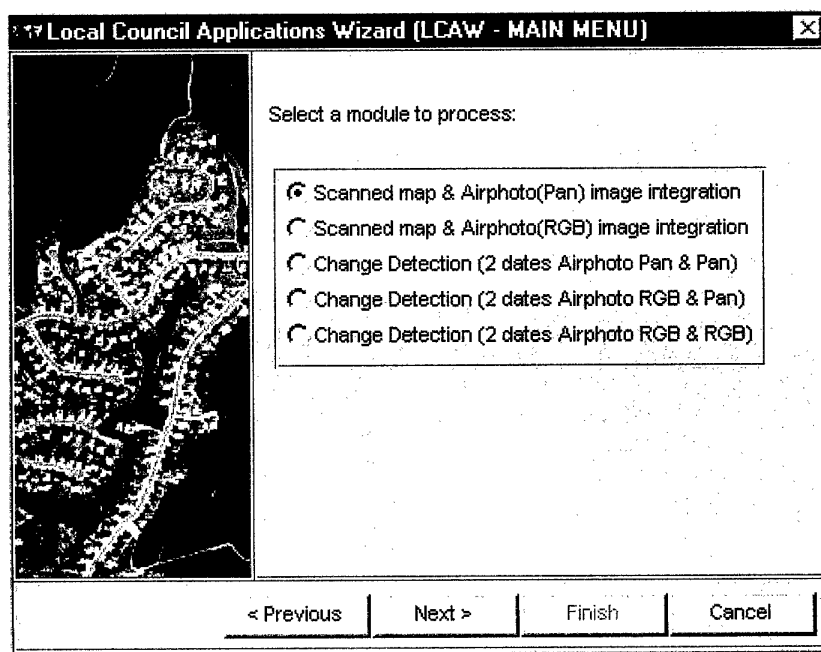 Local Council Applications Wizard (LCAW - MAIN MENU)
Select a module to process:
Scanned map & Airphoto(Pan) image integration
Scanned map & Airphoto(RGB) image integration
Change Detection (2 dates Airphoto Pan & Pan)
Change Detection (2 dates Airphoto RGB & Pan)
Change Detection (2 dates Airphoto RGB & RGB)
< Previous Next > Finish Cancel